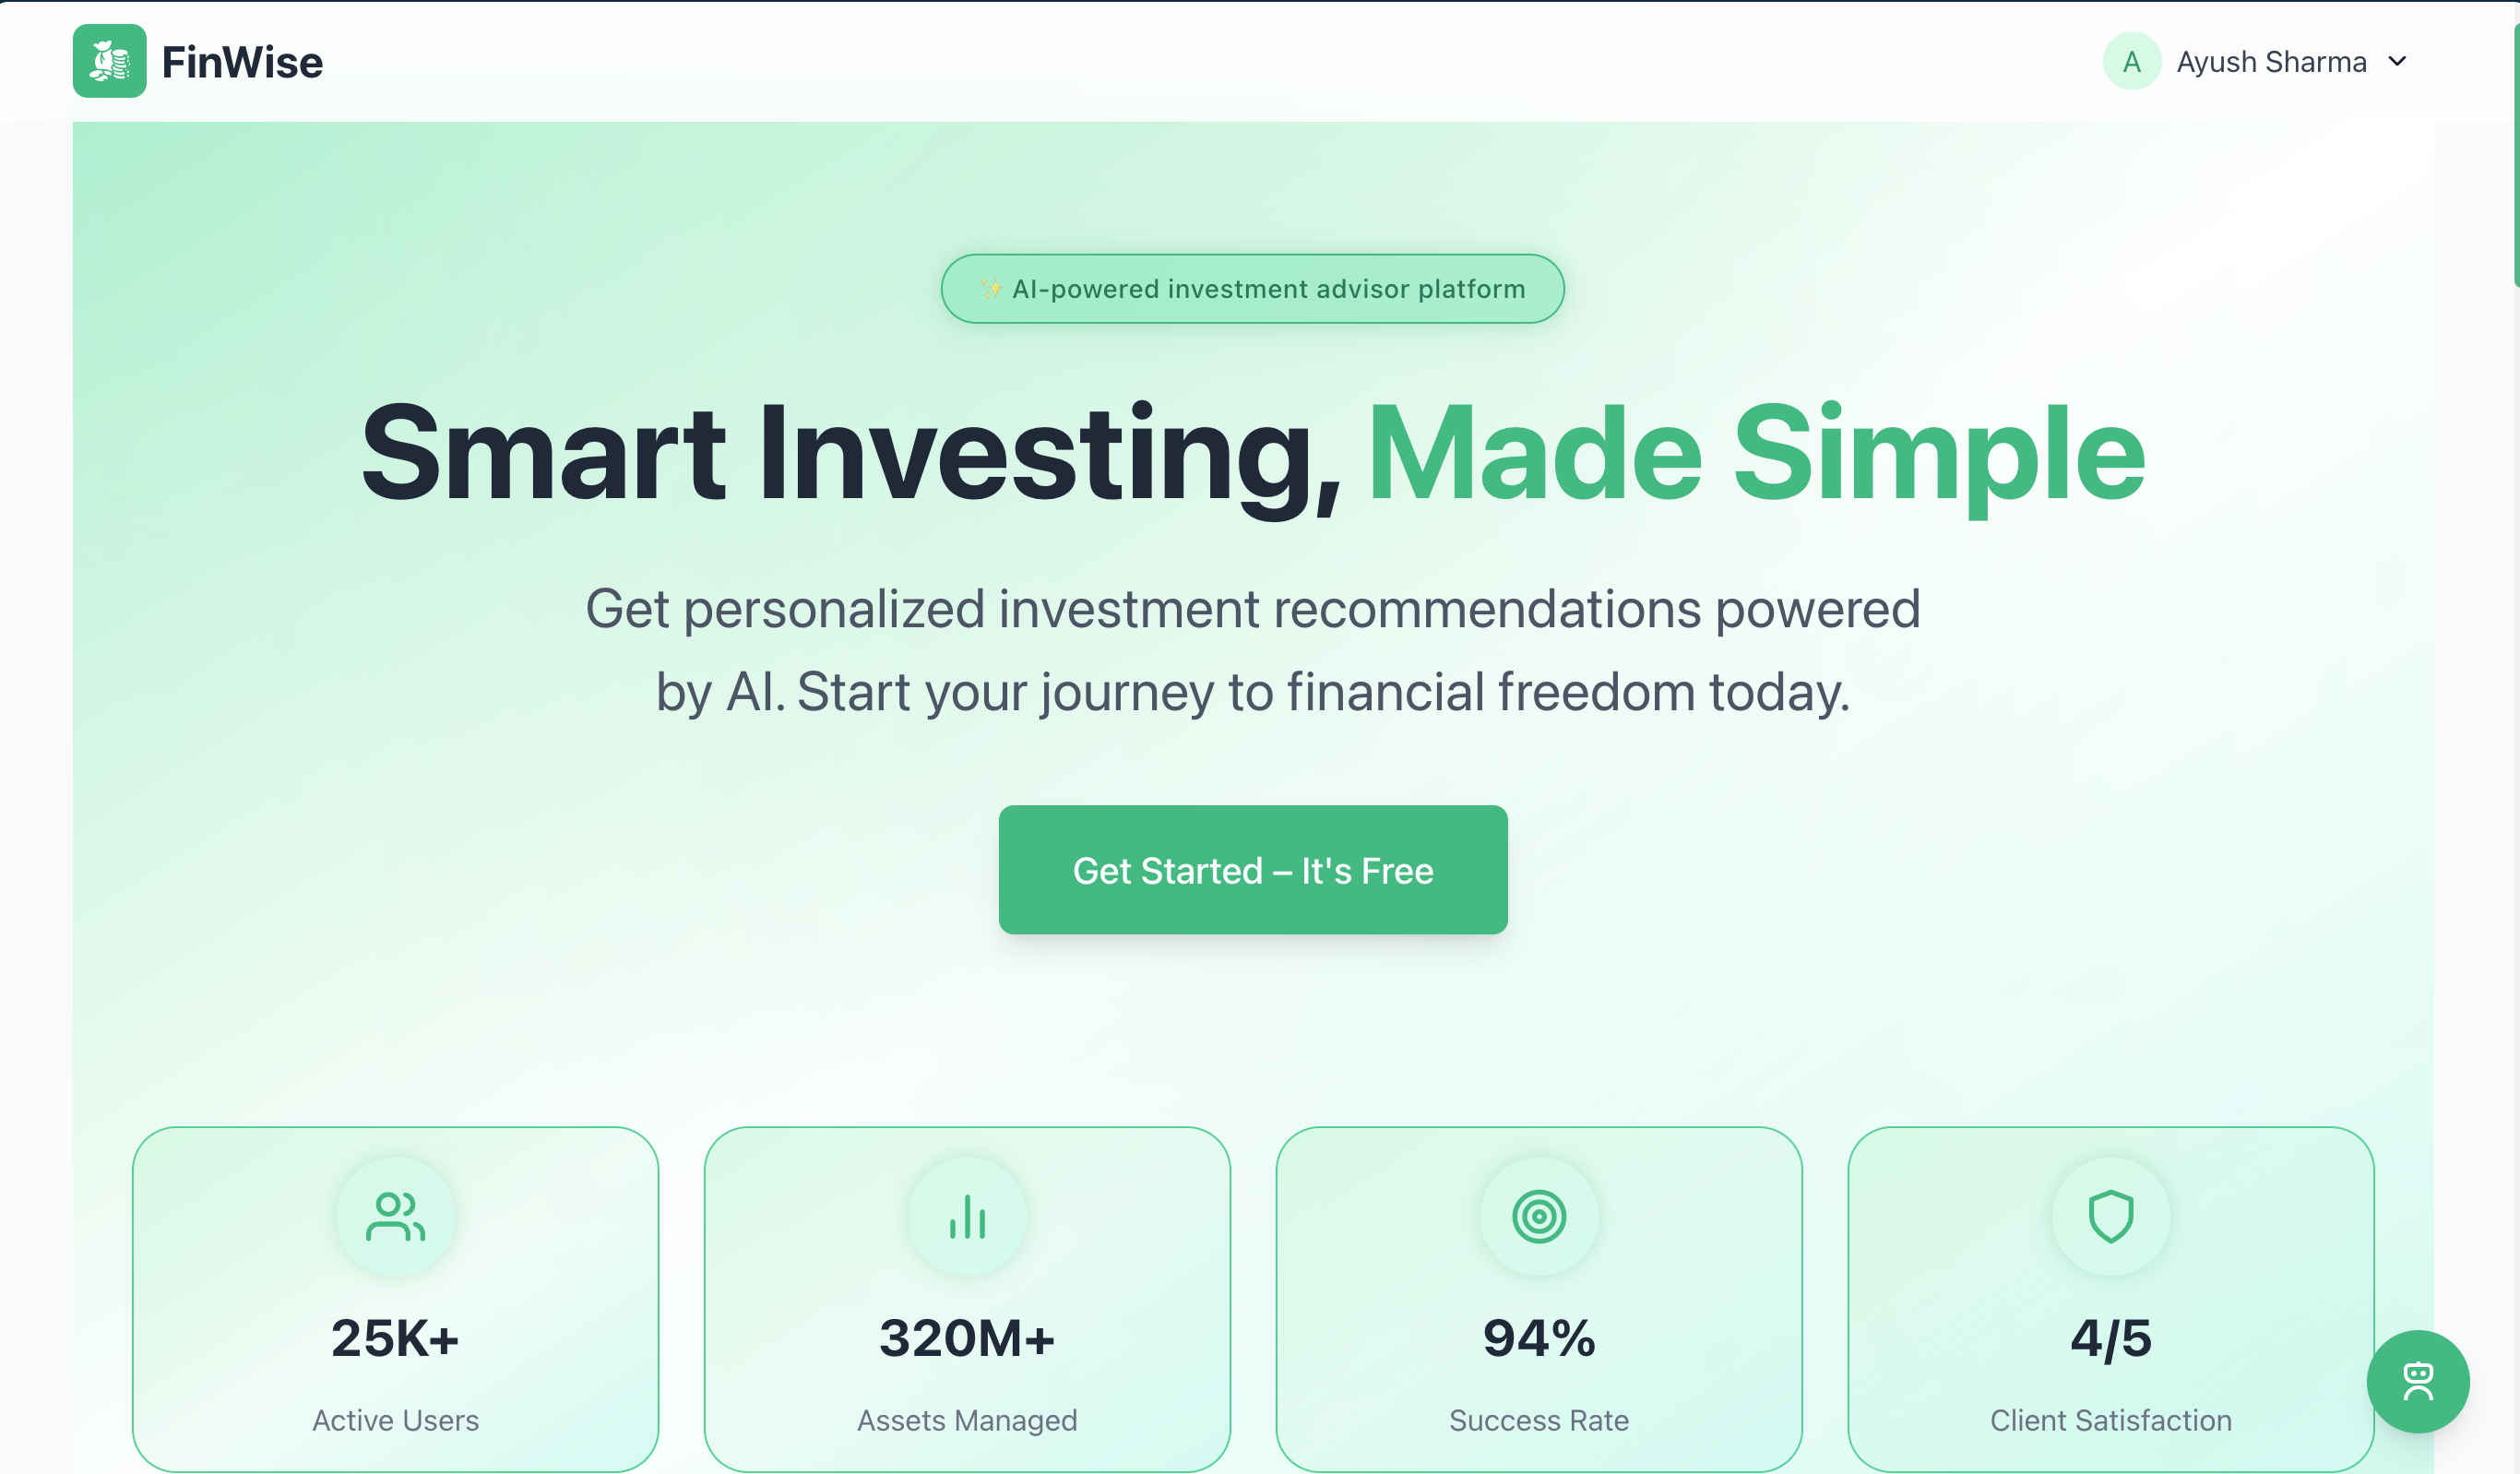 FinWise
A
Ayush Sharma
✨ AI-powered investment advisor platform
Smart Investing, Made Simple
Get personalized investment recommendations powered
by AI. Start your journey to financial freedom today.
Get Started – It's Free
25K+
Active Users
320M+
Assets Managed
94%
Success Rate
4/5
Client Satisfaction